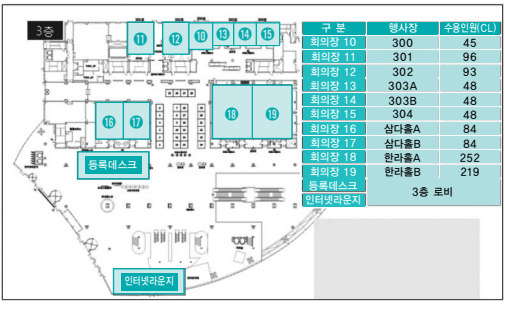 3층
11
12
10
13
14
15
16
17
18
19
등록데스크
인터넷라운지
구 분 행사장 수용인원(CL)
회의장 10 300 45
회의장 11 301 96
회의장 12 302 93
회의장 13 303A 48
회의장 14 303B 48
회의장 15 304 48
회의장 16 삼다홀A 84
회의장 17 삼다홀B 84
회의장 18 한라홀A 252
회의장 19 한라홀B 219
등록데스크 3층 로비
인터넷라운지